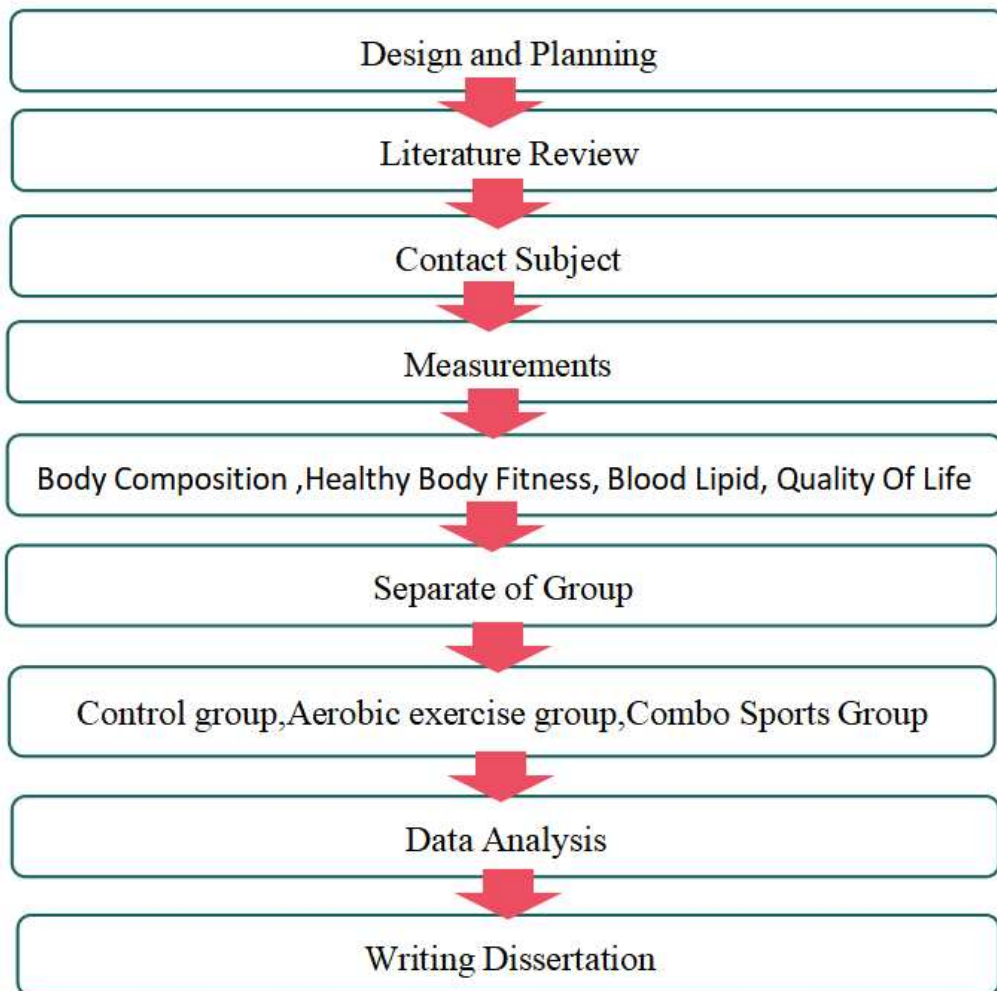 Design and Planning
Literature Review
Contact Subject
Measurements
Body Composition ,Healthy Body Fitness, Blood Lipid, Quality Of Life
Separate of Group
Control group,Aerobic exercise group,Combo Sports Group
Data Analysis
Writing Dissertation